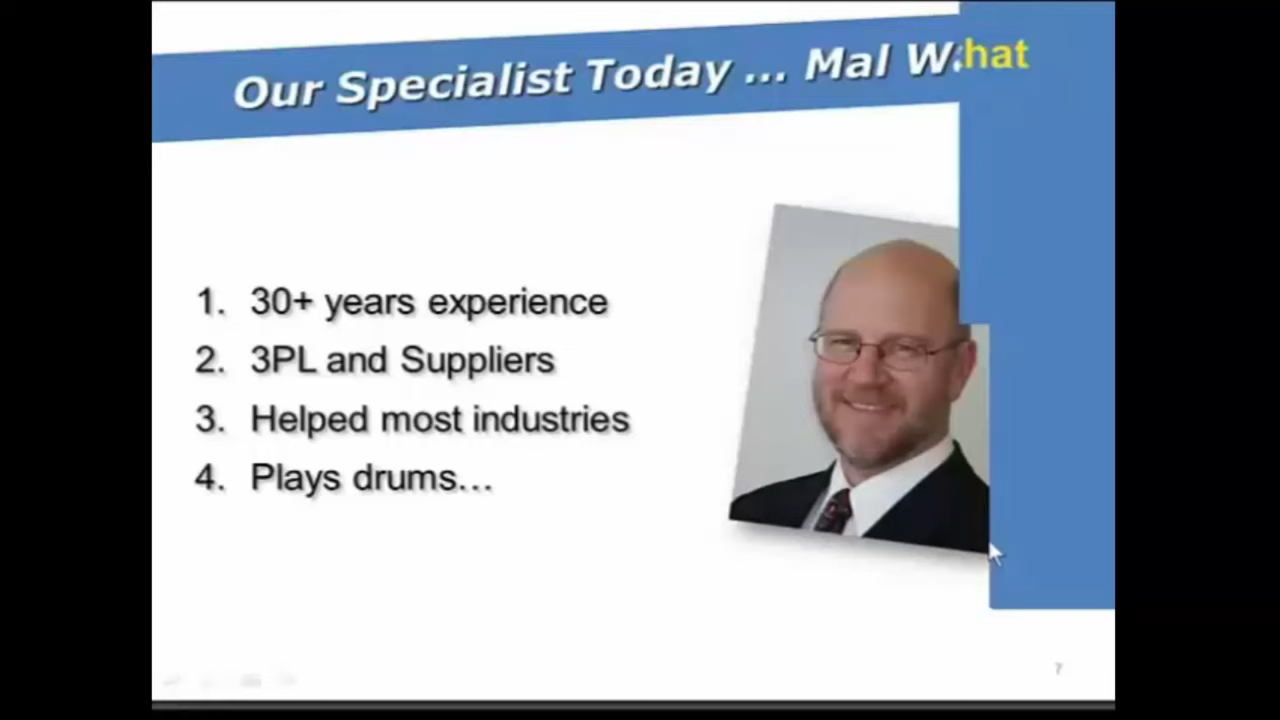 Our Specialist Today ... Mal
hat
1. 30+ years experience
2. 3PL and Suppliers
3. Helped most industries
4. Plays drums…
7